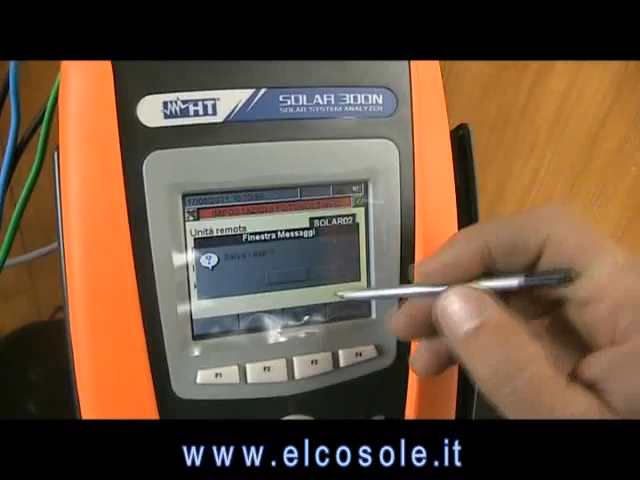 HT
SOLAR 300N
SOLAR SYSTEM ANALYZER
Unità remota
SOLAR02
Finestra Messaggi
?
F1
F2
F3
F4
www.elcosole.it